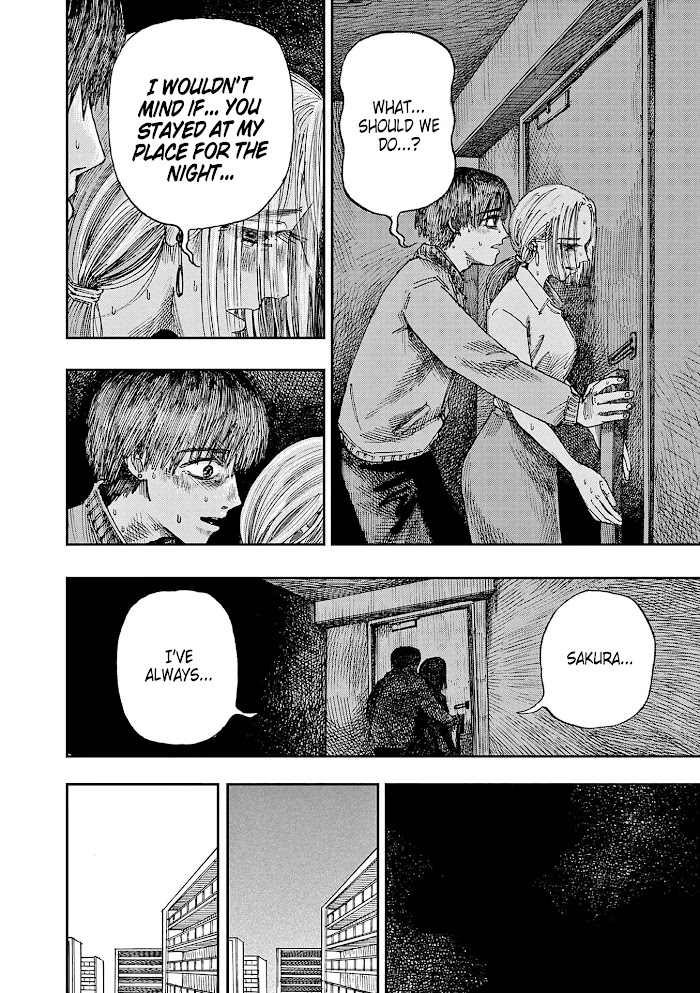 WHAT...
SHOULD WE
DO...?
I WOULDN'T
MIND IF... YOU
STAYED AT MY
PLACE FOR THE
NIGHT...
SAKURA...
I'VE
ALWAYS...